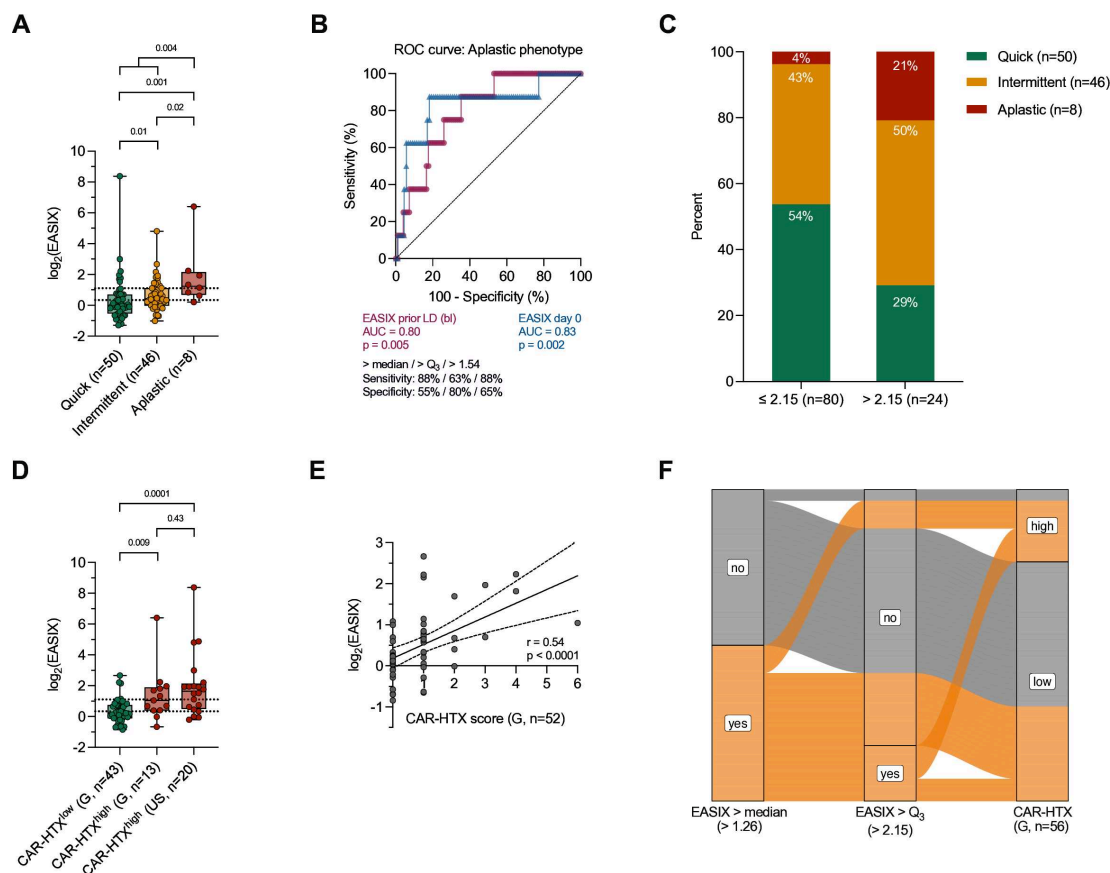 A
0.004
0.001
0.02
0.01
log2(EASIX)
10
8
6
4
2
0
−2
Quick (n=50)
Intermittent (n=46)
Aplastic (n=8)
B
ROC curve: Aplastic phenotype
Sensitivity (%)
100
80
60
40
20
0
0 20 40 60 80 100
100 - Specificity (%)
EASIX prior LD (bl)
AUC = 0.80
p = 0.005
EASIX day 0
AUC = 0.83
p = 0.002
> median / > Q3 / > 1.54
Sensitivity: 88% / 63% / 88%
Specificity: 55% / 80% / 65%
C
Percent
100
80
60
40
20
0
4%
43%
54%
21%
50%
29%
≤ 2.15 (n=80)
> 2.15 (n=24)
Quick (n=50)
Intermittent (n=46)
Aplastic (n=8)
D
0.0001
0.43
0.009
log2(EASIX)
10
8
6
4
2
0
−2
CAR-HTXlow (G, n=43)
CAR-HTXhigh (G, n=13)
CAR-HTXhigh (US, n=20)
E
log2(EASIX)
3
2
1
0
-1
1 2 3 4 5 6
r = 0.54
p < 0.0001
CAR-HTX score (G, n=52)
F
no
yes
no
yes
high
low
EASIX > median
(> 1.26)
EASIX > Q3
(> 2.15)
CAR-HTX
(G, n=56)